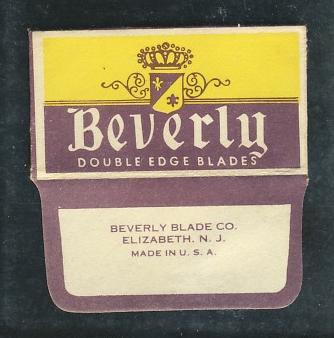 Beverly
DOUBLE EDGE BLADES
BEVERLY BLADE CO.
ELIZABETH. N. J.
MADE IN U. S. A.